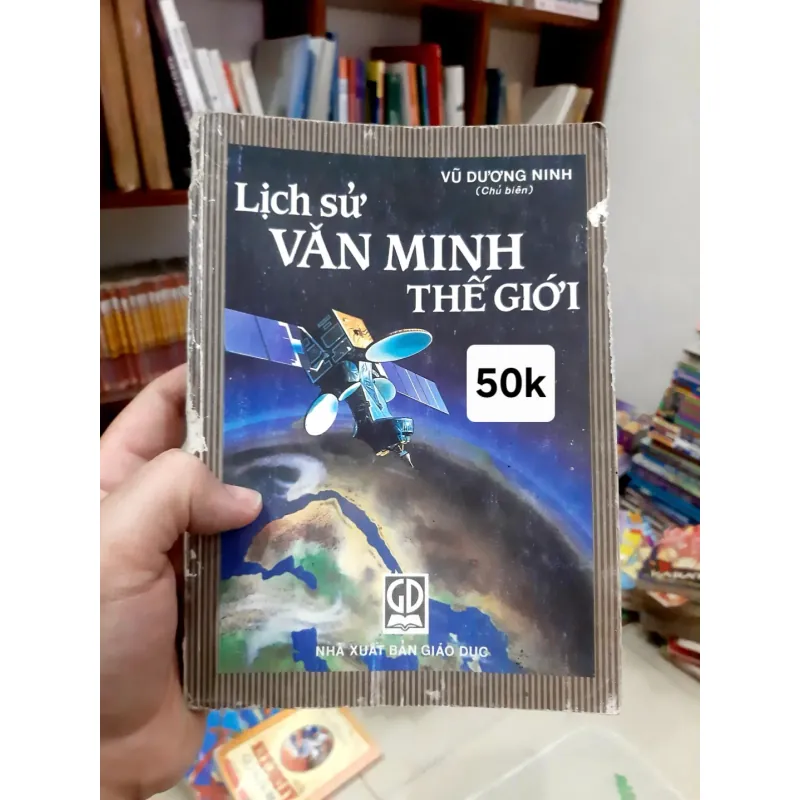 VŨ DƯƠNG NINH
(Chủ biên)
Lịch sử
VĂN MINH
THẾ GIỚI
50k
GD
NHÀ XUẤT BẢN GIÁO DỤC